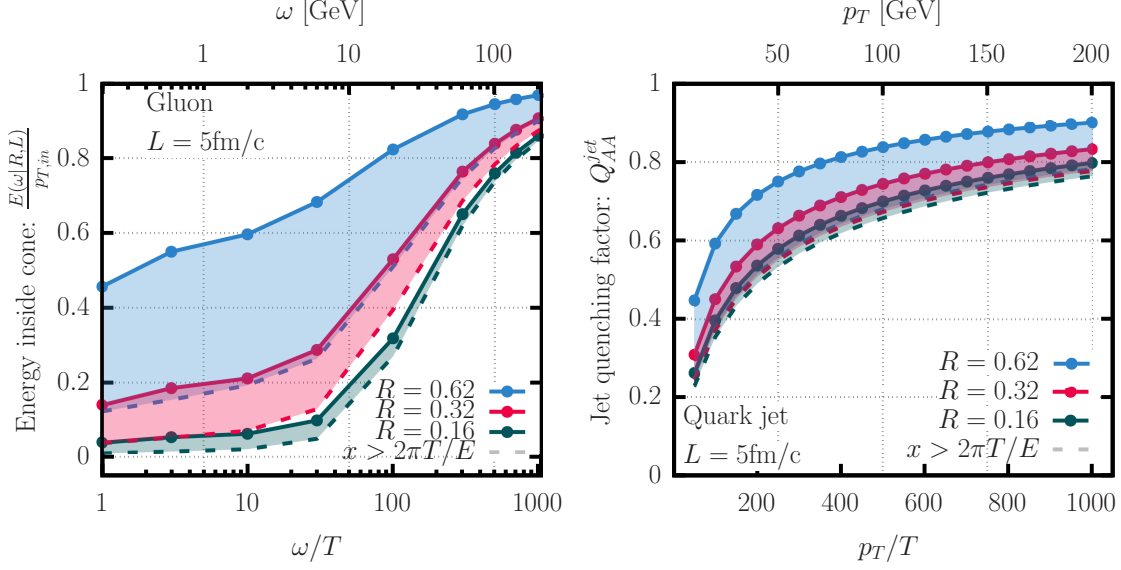 ω [GeV]
1 10 100
Energy inside cone: E(ω|R,L)/p_{T,in}
1
0.8
0.6
0.4
0.2
0
Gluon
L = 5fm/c
R = 0.62
R = 0.32
R = 0.16
x > 2πT/E
1 10 100 1000
ω/T
p_T [GeV]
50 100 150 200
Jet quenching factor: Q_{AA}^{jet}
1
0.8
0.6
0.4
0.2
0
R = 0.62
R = 0.32
R = 0.16
x > 2πT/E
Quark jet
L = 5fm/c
200 400 600 800 1000
p_T/T